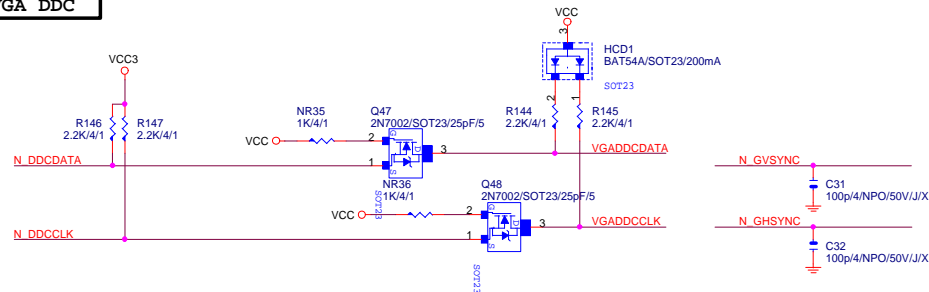 VGA DDC
VCC
3
HCD1
BAT54A/SOT23/200mA
SOT23
2
1
VCC3
R146
2.2K/4/1
R147
2.2K/4/1
NR35
1K/4/1
VCC
Q47
2N7002/SOT23/25pF/5
2
G
D
S
1
3
SOT23
R144
2.2K/4/1
R145
2.2K/4/1
N_DDCDATA
VGADDCDATA
N_GVSYNC
C31
100p/4/NPO/50V/J/X
NR36
1K/4/1
VCC
Q48
2N7002/SOT23/25pF/5
2
G
D
S
1
3
SOT23
N_DDCCLK
VGADDCCLK
N_GHSYNC
C32
100p/4/NPO/50V/J/X